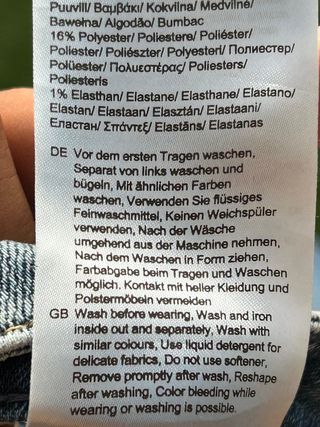 Puuvill/ Βαμβάκι/ Kokvilna/ Medvilnė/
Bawełna/ Algodão/ Bumbac
16% Polyester/ Poliestere/ Poliéster/
Poliester/ Poliészter/ Polyesteri/ Полиестер/
Polüester/ Πολυεστέρας/ Poliesters/
Poliesteris
1% Elasthan/ Elastane/ Elasthane/ Elastano/
Elastan/ Elastaan/ Elasztán/ Elastaani/
Еластан/ Σπάντεξ/ Elastāns/ Elastanas
DE Vor dem ersten Tragen waschen,
Separat von links waschen und
bügeln, Mit ähnlichen Farben
waschen, Verwenden Sie flüssiges
Feinwaschmittel, Keinen Weichspüler
verwenden, Nach der Wäsche
umgehend aus der Maschine nehmen,
Nach dem Waschen in Form ziehen,
Farbabgabe beim Tragen und Waschen
möglich. Kontakt mit heller Kleidung und
Polstermöbeln vermeiden
GB Wash before wearing, Wash and iron
inside out and separately, Wash with
similar colours, Use liquid detergent for
delicate fabrics, Do not use softener,
Remove promptly after wash, Reshape
after washing, Color bleeding while
wearing or washing is possible.